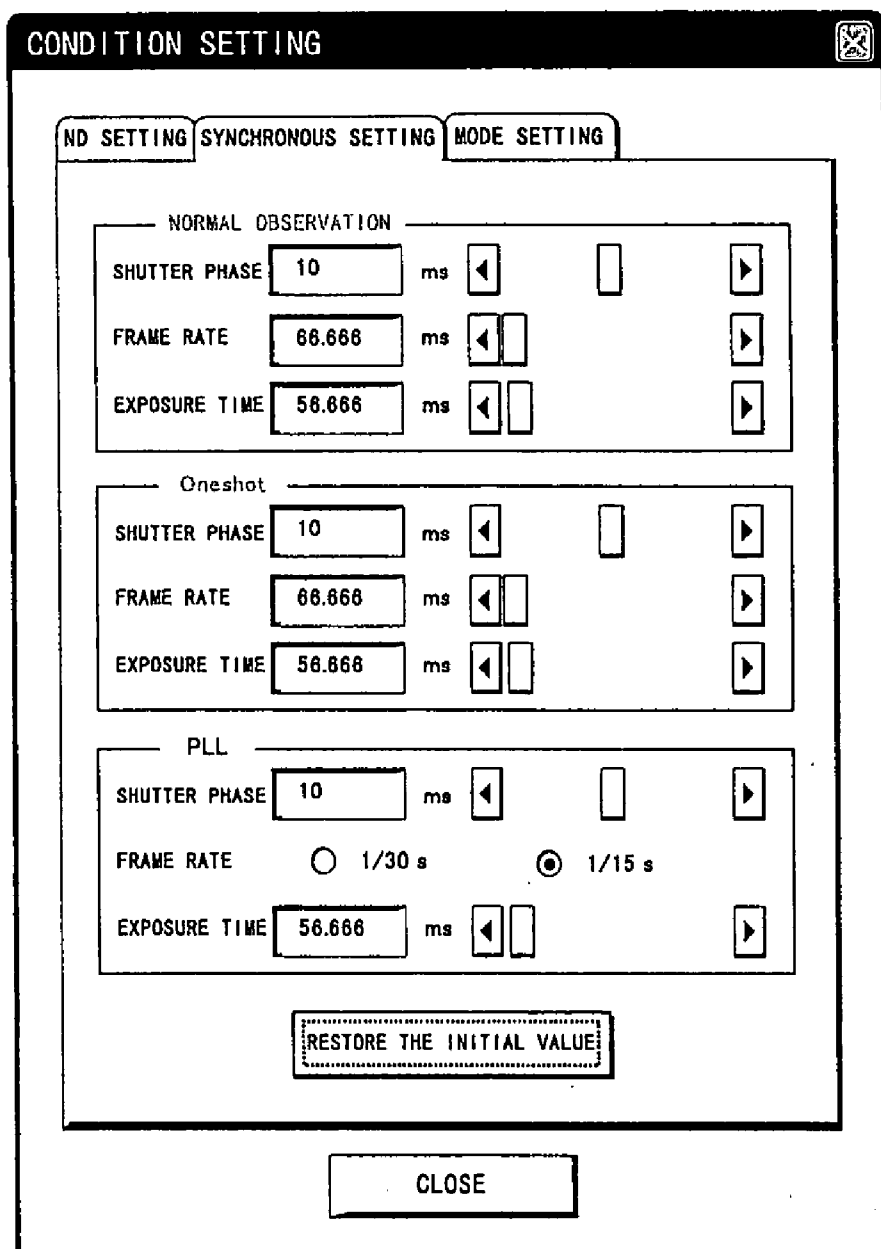 CONDITION SETTING
ND SETTING SYNCHRONOUS SETTING MODE SETTING
NORMAL OBSERVATION
SHUTTER PHASE 10 ms
FRAME RATE 66.666 ms
EXPOSURE TIME 56.666 ms
Oneshot
SHUTTER PHASE 10 ms
FRAME RATE 66.666 ms
EXPOSURE TIME 56.666 ms
PLL
SHUTTER PHASE 10 ms
FRAME RATE 1/30 s 1/15 s
EXPOSURE TIME 56.666 ms
RESTORE THE INITIAL VALUE
CLOSE